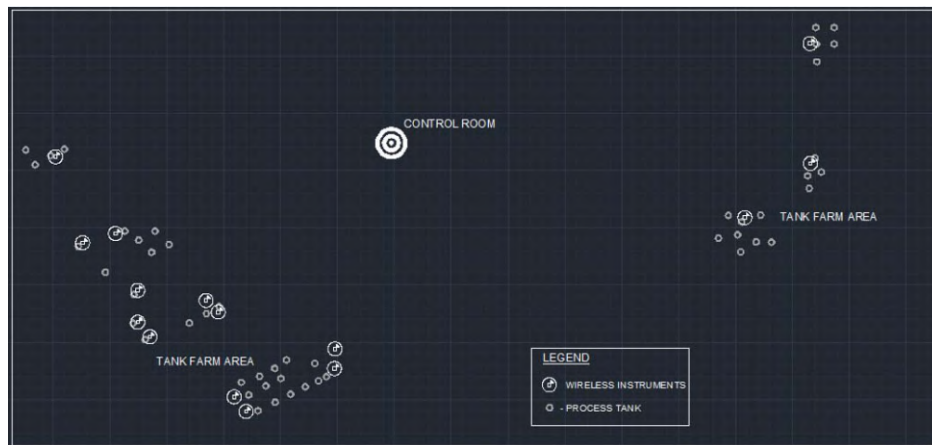 CONTROL ROOM
TANK FARM AREA
TANK FARM AREA
LEGEND
WIRELESS INSTRUMENTS
- PROCESS TANK